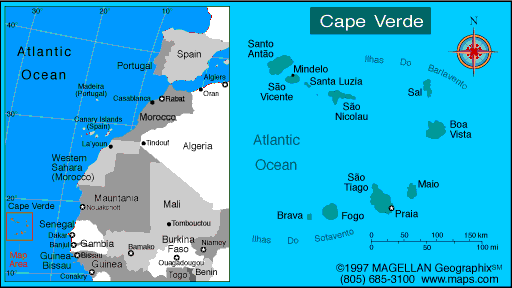 40
Atlantic
Ocean
Portugal
Spain
Madeira
(Portugal)
Algiers
Oran
Casablanca
Rabat
Morocco
30
Canary Islands
(Spain)
La'youn
Tindouf
Algeria
Western
Sahara
(Morocco)
20
Cape Verde
Mauritania
Nouakchott
Mali
Tombouctou
Senegal
Dakar
Banjul
Gambia
Guinea-
Bissau
Bissau
Bamako
Burkina
Faso
Niamey
Ouagadougou
Map
Area
10
Guinea
Conakry
Togo
Benin
Cape Verde
N
Santo
Antão
Mindelo
São
Vicente
Santa Luzia
São
Nicolau
Ilhas Do Barlavento
Sal
Boa
Vista
Atlantic
Ocean
São
Tiago
Maio
Praia
Fogo
Brava
Ilhas Do Sotavento
0 50 100 150 km
0 50 100 mi
©1997 MAGELLAN Geographix℠
(805) 685-3100 www.maps.com